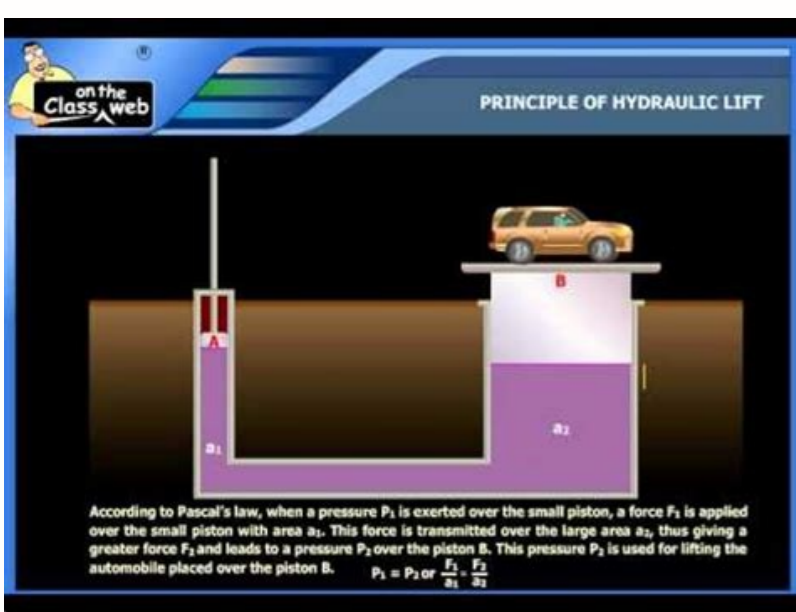 ®
on the
Class web
PRINCIPLE OF HYDRAULIC LIFT
B
A
a₁
a₂
According to Pascal's law, when a pressure P₁ is exerted over the small piston, a force F₁ is applied
over the small piston with area a₁. This force is transmitted over the large area a₂, thus giving a
greater force F₂ and leads to a pressure P₂ over the piston B. This pressure P₂ is used for lifting the
automobile placed over the piston B. P₁ = P₂ or F₁/a₁ = F₂/a₂